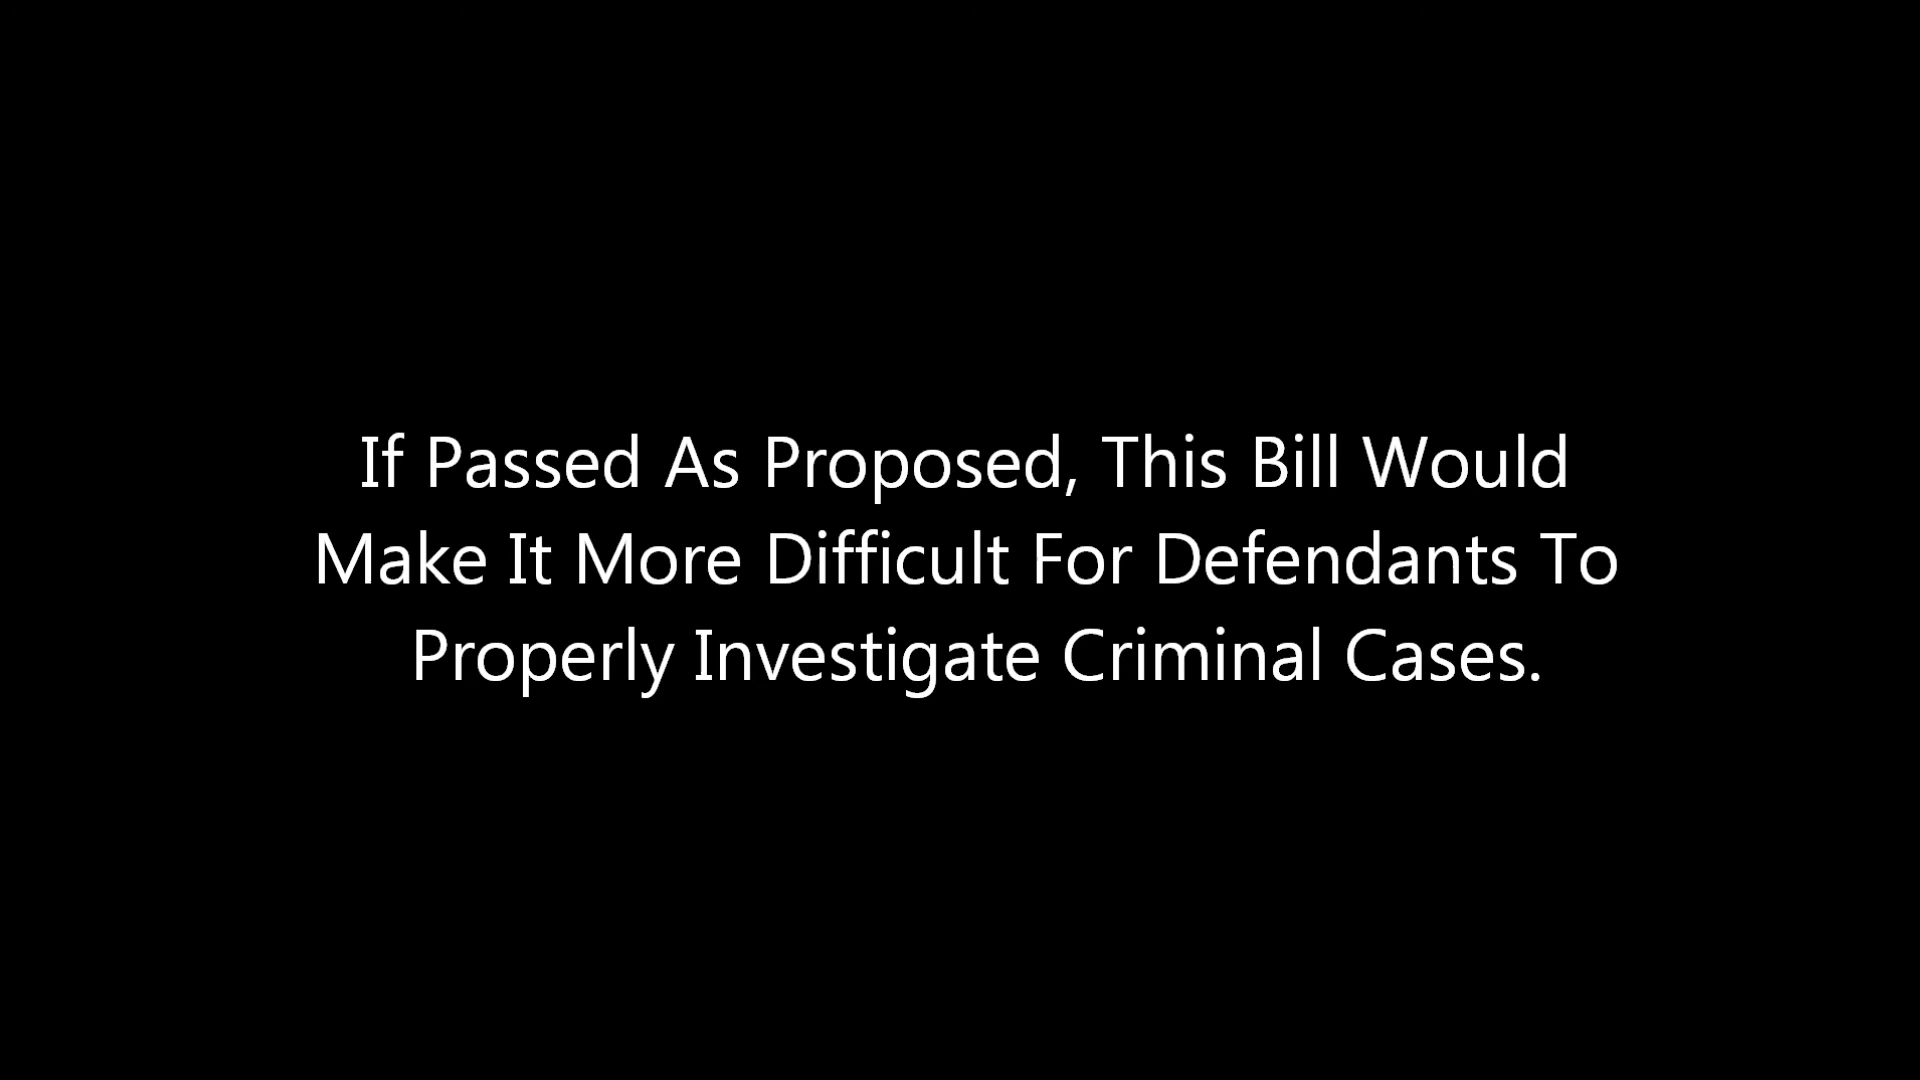 If Passed As Proposed, This Bill Would
Make It More Difficult For Defendants To
Properly Investigate Criminal Cases.